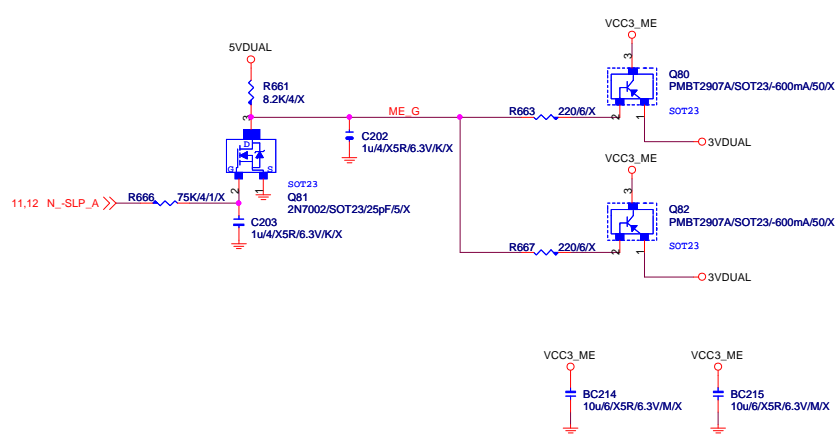 VCC3_ME
5VDUAL
3
Q80
R661
PMBT2907A/SOT23/-600mA/50/X
8.2K/4/X
3
ME_G
R663
220/6/X
2
1
SOT23
C202
1u/4/X5R/6.3V/K/X
D
G
S
3VDUAL
VCC3_ME
2
1
SOT23
3
Q82
Q81
PMBT2907A/SOT23/-600mA/50/X
11,12 N_-SLP_A
R666
75K/4/1/X
2N7002/SOT23/25pF/5/X
C203
1u/4/X5R/6.3V/K/X
R667
220/6/X
2
1
SOT23
3VDUAL
VCC3_ME
VCC3_ME
BC214
10u/6/X5R/6.3V/M/X
BC215
10u/6/X5R/6.3V/M/X